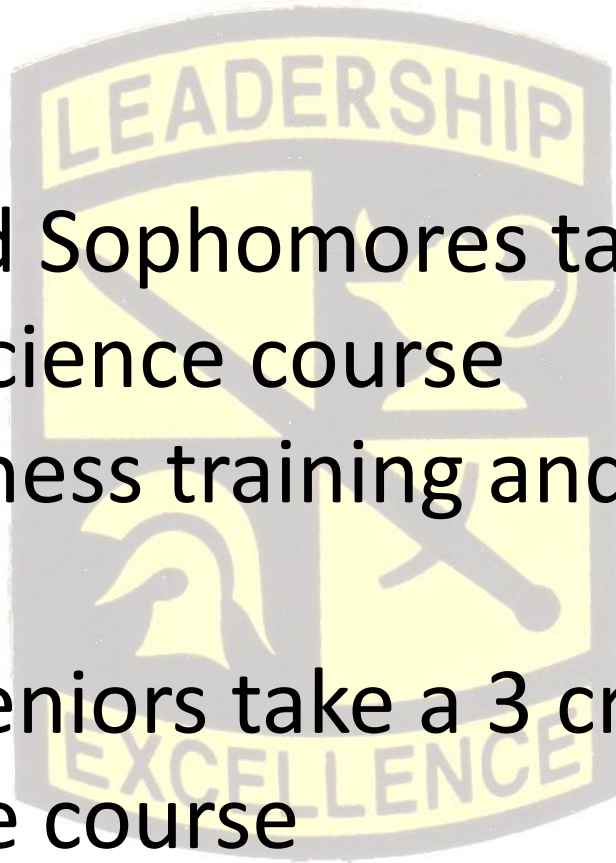 LEADERSHIP
d Sophomores ta
cience course
ness training and
eniors take a 3 cr
EXCELLENCE
e course